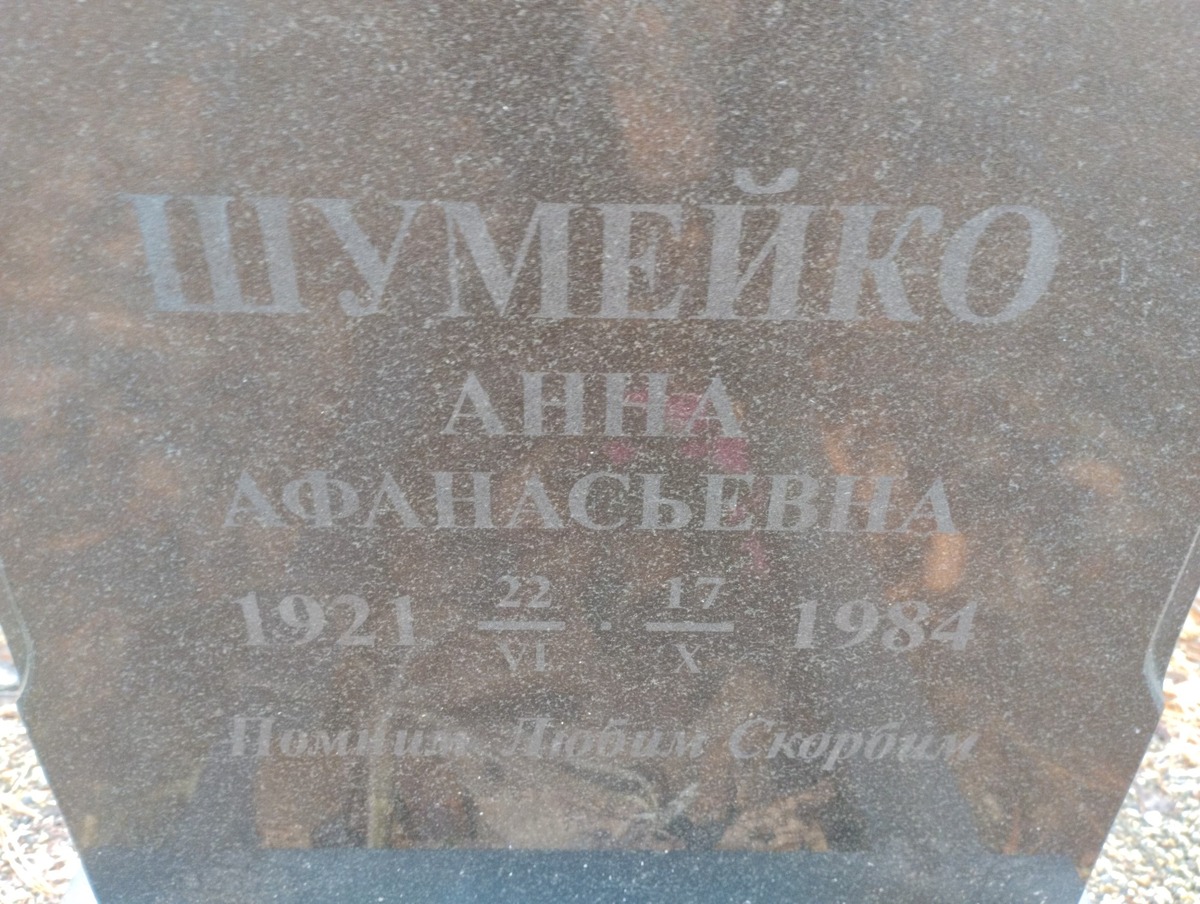 ШУМЕЙКО
АННА
АФАНАСЬЕВНА
1921 22/VI · 17/X 1984
Помним Любим Скорбим